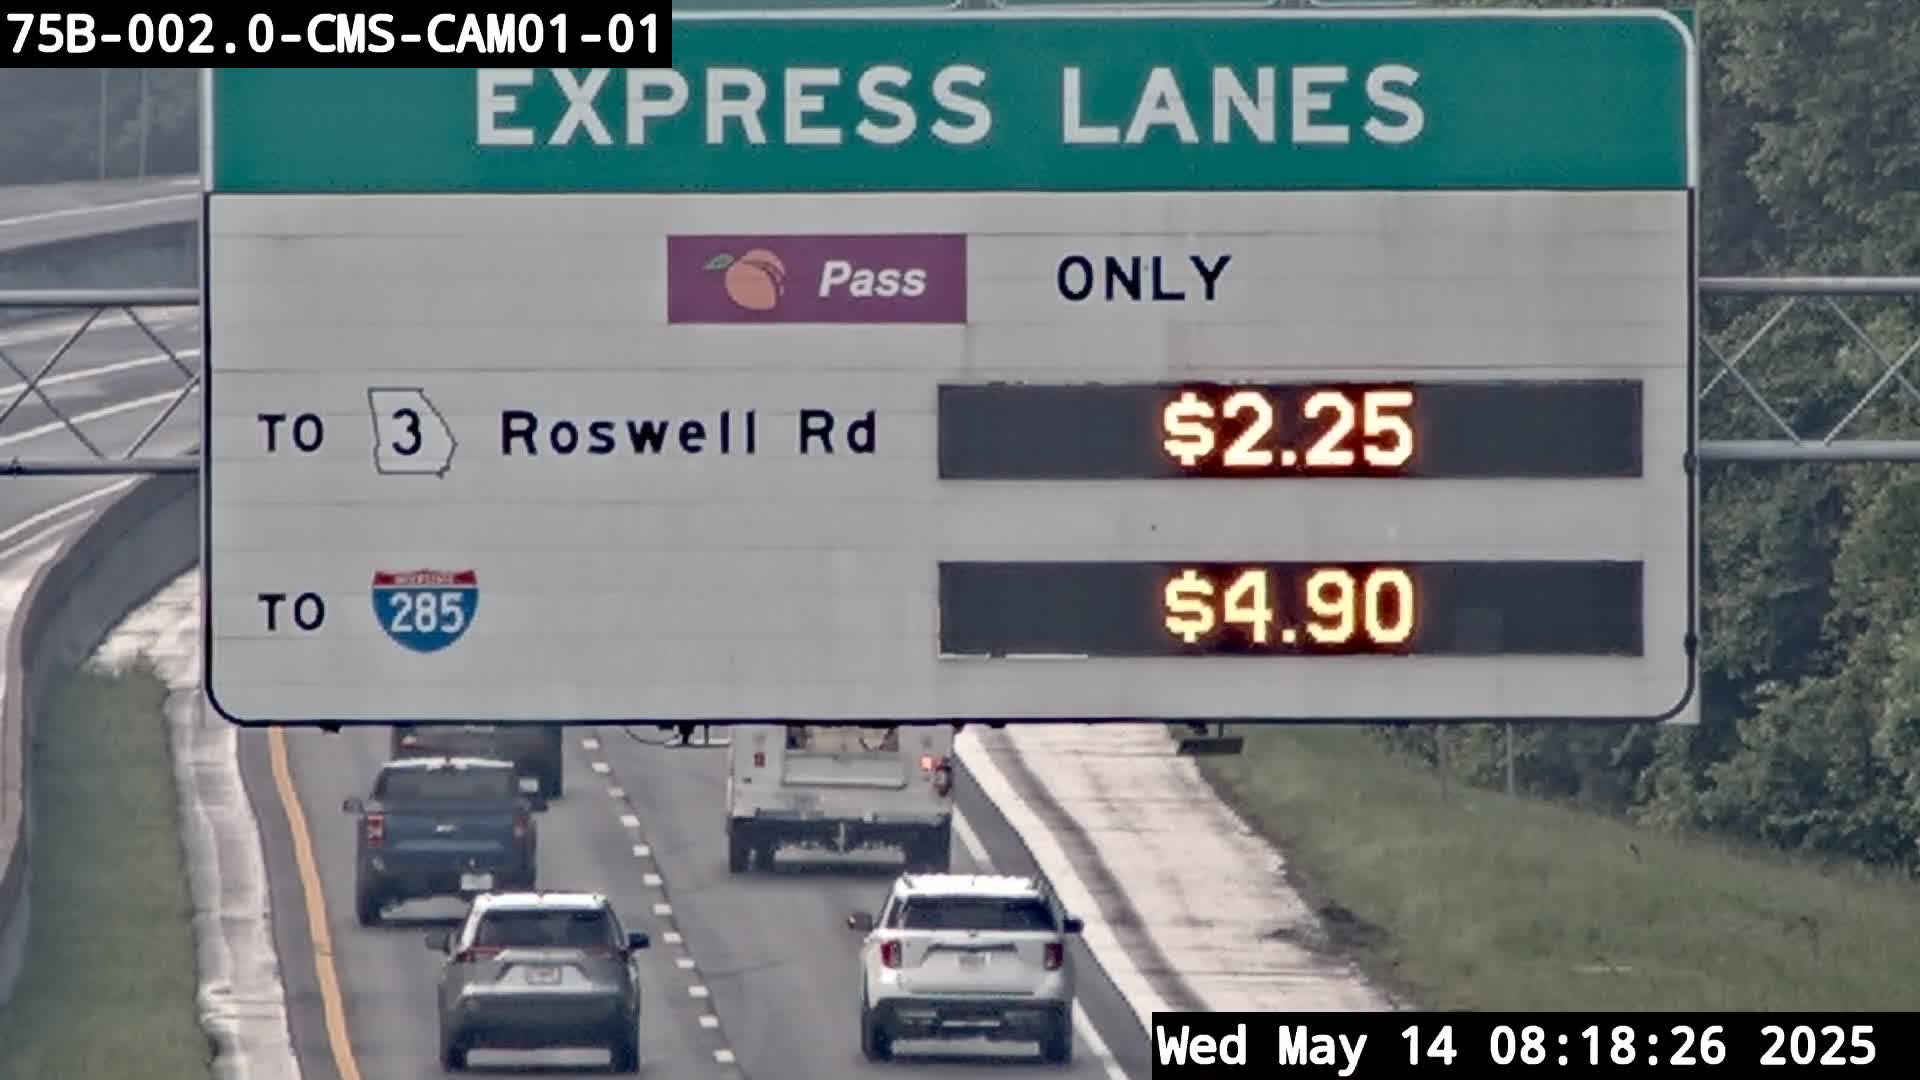 75B-002.0-CMS-CAM01-01
EXPRESS LANES
Pass ONLY
TO 3 Roswell Rd $2.25
TO INTERSTATE 285 $4.90
Wed May 14 08:18:26 2025